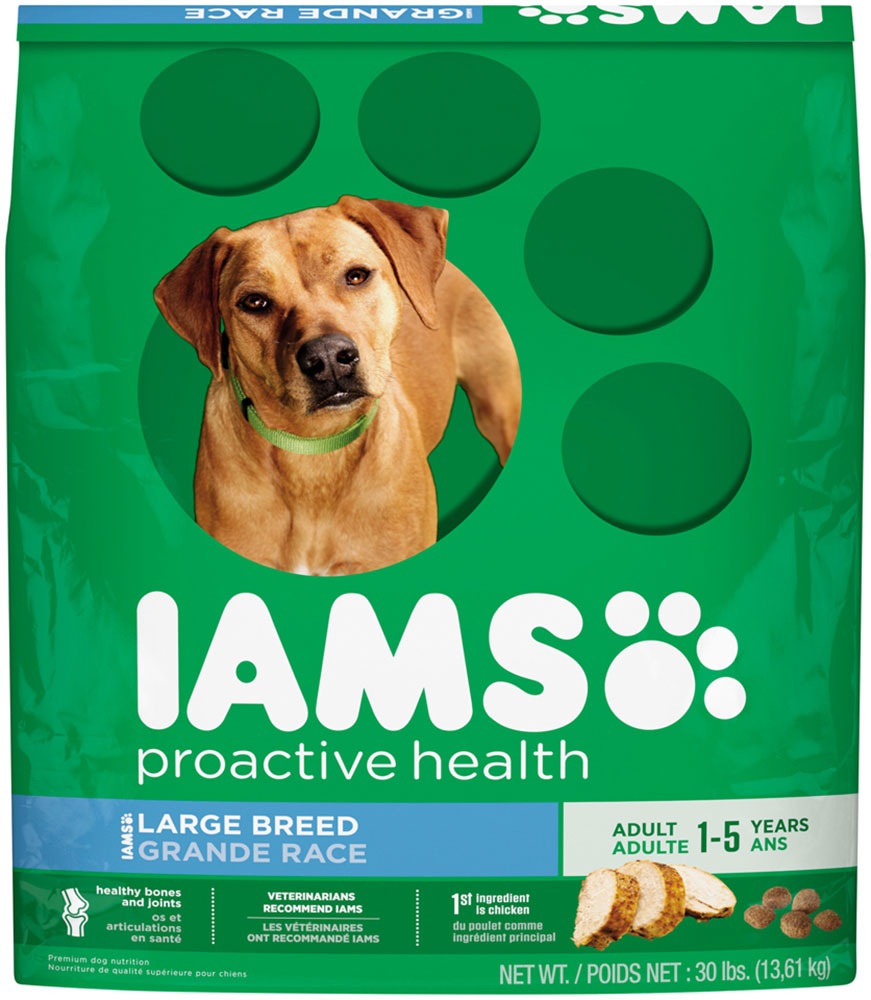 IAMS GRANDE RACE
IAMS
IAMS
proactive health
IAMS
LARGE BREED
GRANDE RACE
ADULT
ADULTE
1-5
YEARS
ANS
healthy bones
and joints
os et
articulations
en santé
VETERINARIANS
RECOMMEND IAMS
LES VÉTÉRINAIRES
ONT RECOMMANDÉ IAMS
1st ingredient
is chicken
du poulet comme
ingrédient principal
Premium dog nutrition
Nourriture de qualité supérieure pour chiens
NET WT. / POIDS NET : 30 lbs. (13,61 kg)